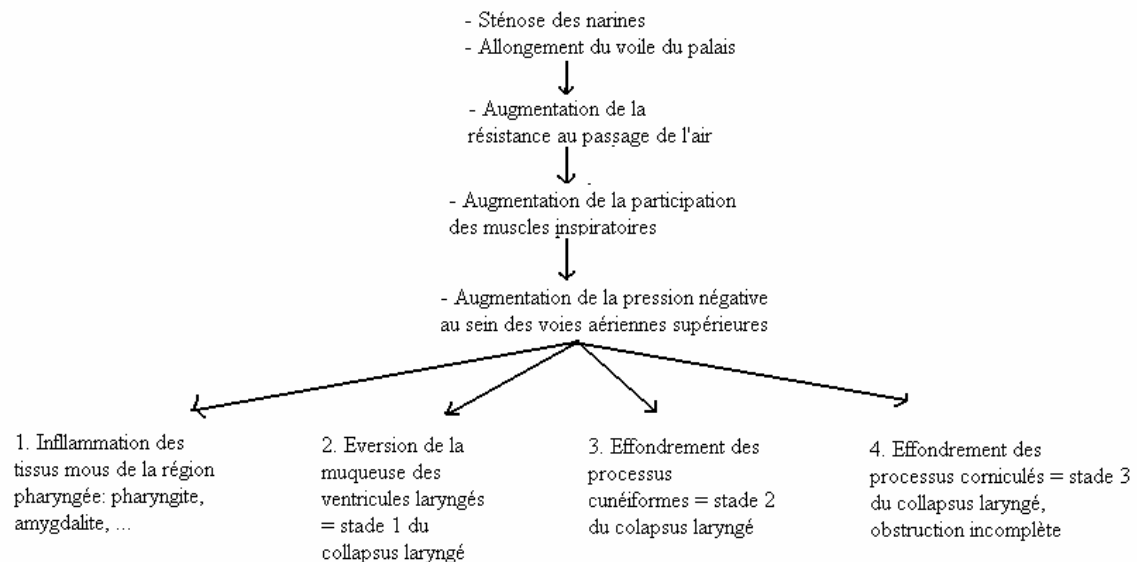 - Sténose des narines
- Allongement du voile du palais
- Augmentation de la
résistance au passage de l'air
- Augmentation de la participation
des muscles inspiratoires
- Augmentation de la pression négative
au sein des voies aériennes supérieures
1. Infllammation des
tissus mous de la région
pharyngée: pharyngite,
amygdalite, ...
2. Eversion de la
muqueuse des
ventricules laryngés
= stade 1 du
collapsus laryngé
3. Effondrement des
processus
cunéiformes = stade 2
du colapsus laryngé
4. Effondrement des
processus corniculés = stade 3
du collapsus laryngé,
obstruction incomplète